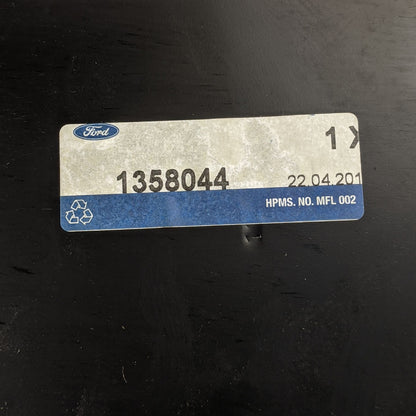 Ford
1 X
1358044
22.04.201
HPMS. NO. MFL 002